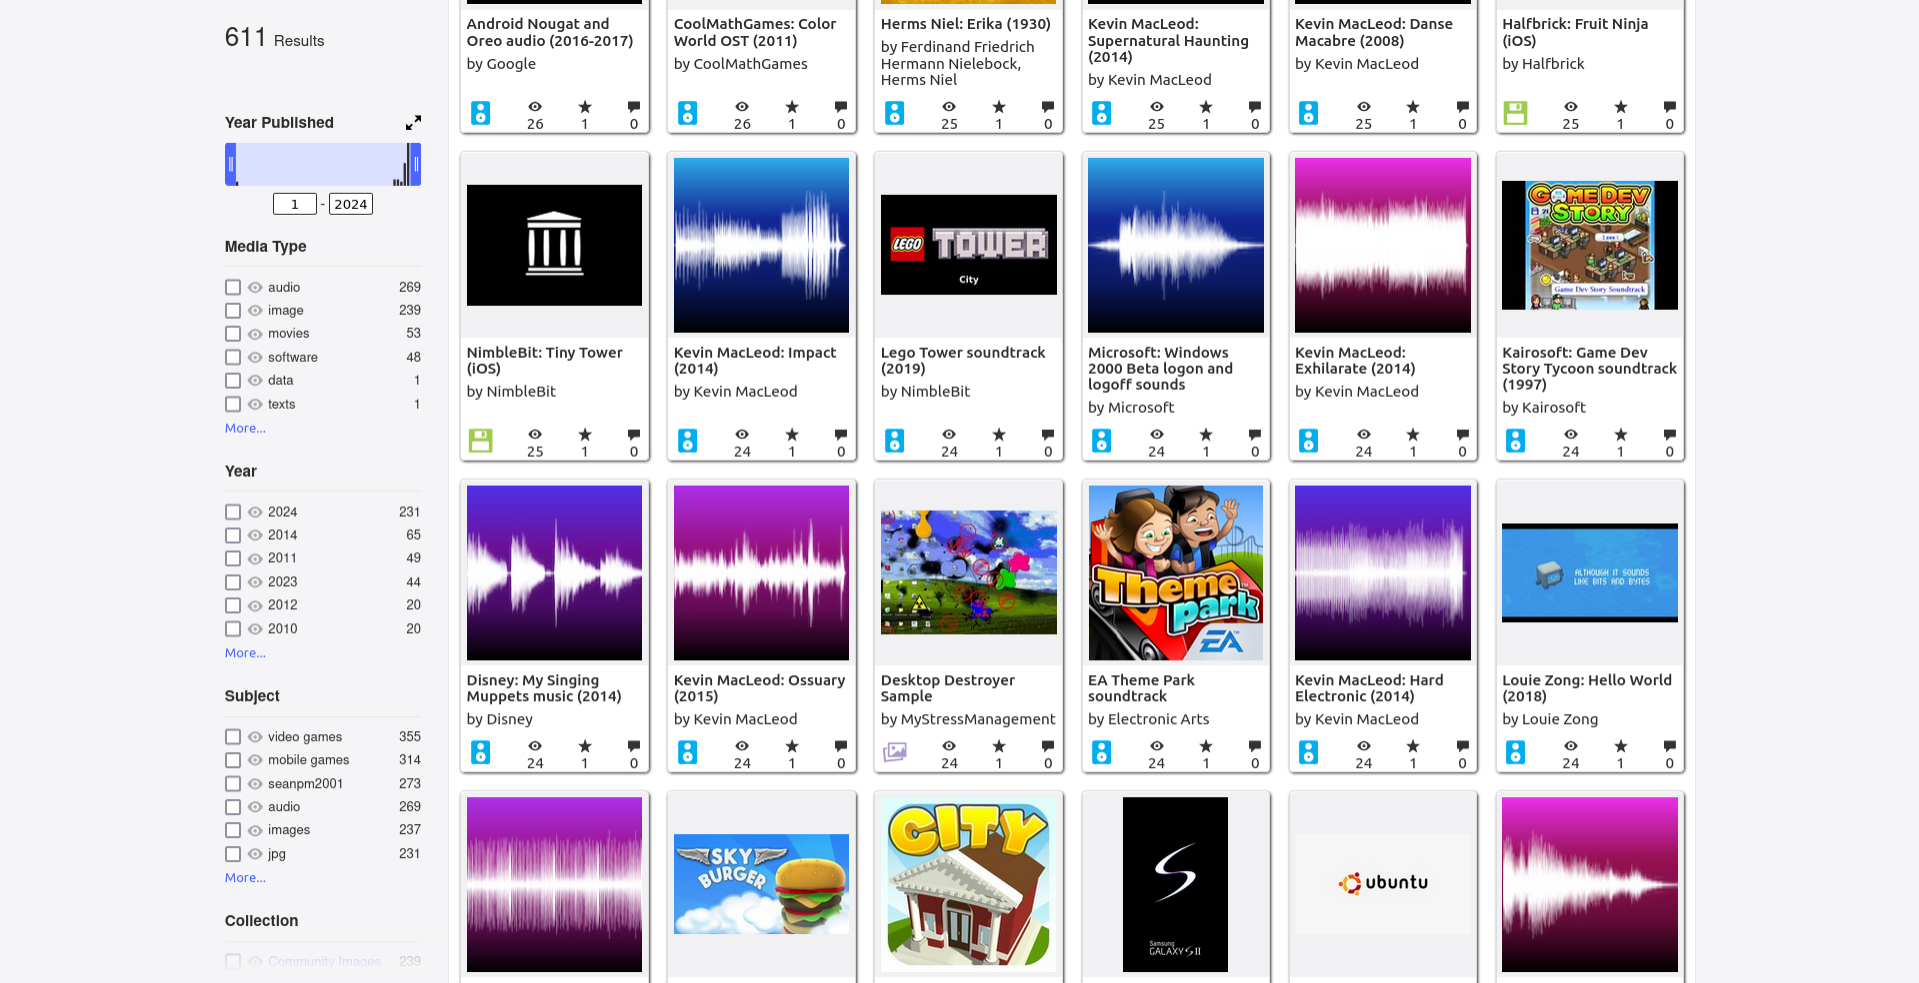 611 Results
Year Published
1 - 2024
Media Type
audio 269
image 239
movies 53
software 48
data 1
texts 1
More...
Year
2024 231
2014 65
2011 49
2023 44
2012 20
2010 20
More...
Subject
video games 355
mobile games 314
seanpm2001 273
audio 269
images 237
jpg 231
More...
Collection
Community Images 239
Android Nougat and
Oreo audio (2016-2017)
by Google
26 1 0
CoolMathGames: Color
World OST (2011)
by CoolMathGames
26 1 0
Herms Niel: Erika (1930)
by Ferdinand Friedrich
Hermann Nielebock,
Herms Niel
25 1 0
Kevin MacLeod:
Supernatural Haunting
(2014)
by Kevin MacLeod
25 1 0
Kevin MacLeod: Danse
Macabre (2008)
by Kevin MacLeod
25 1 0
Halfbrick: Fruit Ninja
(iOS)
by Halfbrick
25 1 0
NimbleBit: Tiny Tower
(iOS)
by NimbleBit
25 1 0
Kevin MacLeod: Impact
(2014)
by Kevin MacLeod
24 1 0
LEGO TOWER
City
Lego Tower soundtrack
(2019)
by NimbleBit
24 1 0
Microsoft: Windows
2000 Beta logon and
logoff sounds
by Microsoft
24 1 0
Kevin MacLeod:
Exhilarate (2014)
by Kevin MacLeod
24 1 0
GAME DEV
STORY
Game Dev Story Soundtrack
Kairosoft: Game Dev
Story Tycoon soundtrack
(1997)
by Kairosoft
24 1 0
Disney: My Singing
Muppets music (2014)
by Disney
24 1 0
Kevin MacLeod: Ossuary
(2015)
by Kevin MacLeod
24 1 0
Desktop Destroyer
Sample
by MyStressManagement
24 1 0
Theme
park
EA
EA Theme Park
soundtrack
by Electronic Arts
24 1 0
Kevin MacLeod: Hard
Electronic (2014)
by Kevin MacLeod
24 1 0
ALTHOUGH IT SOUNDS
LIKE BITS AND BYTES
Louie Zong: Hello World
(2018)
by Louie Zong
24 1 0
SKY
BURGER
CITY
S
Samsung
GALAXY S II
ubuntu